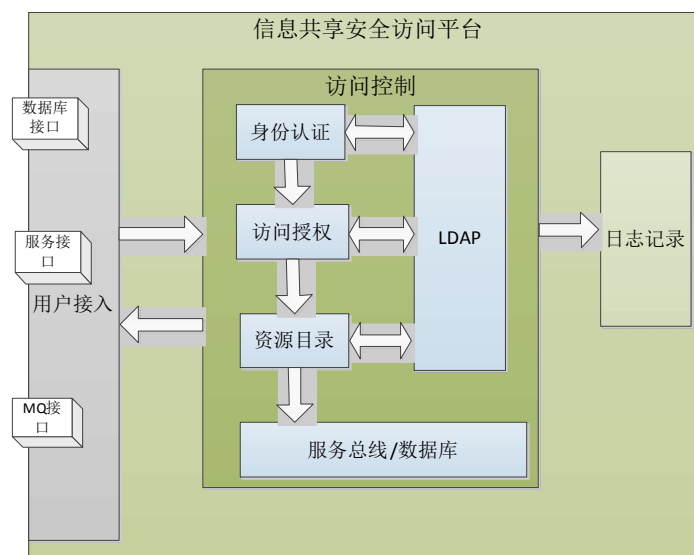 信息共享安全访问平台
访问控制
数据库
接口
身份认证
服务接
口
访问授权
LDAP
日志记录
用户接入
资源目录
MQ接
口
服务总线/数据库